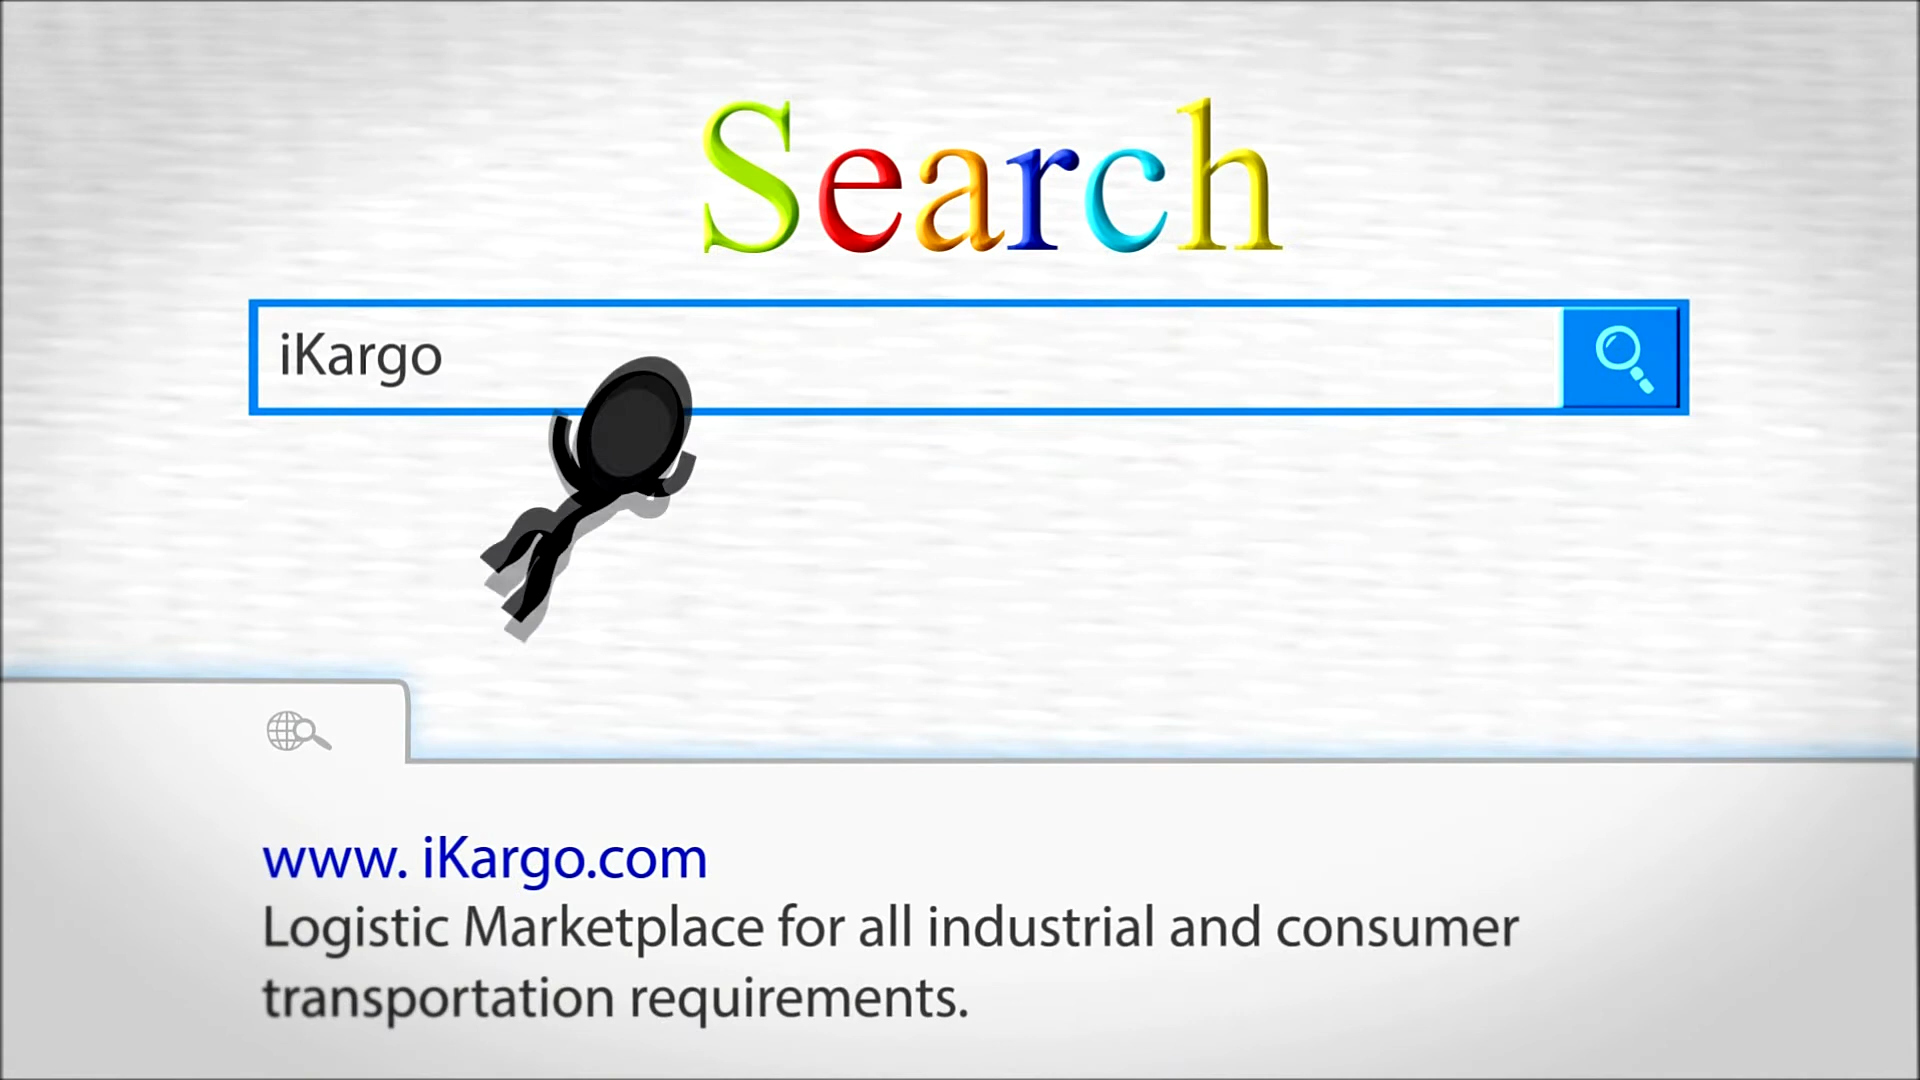 Search
iKargo
www. iKargo.com
Logistic Marketplace for all industrial and consumer
transportation requirements.